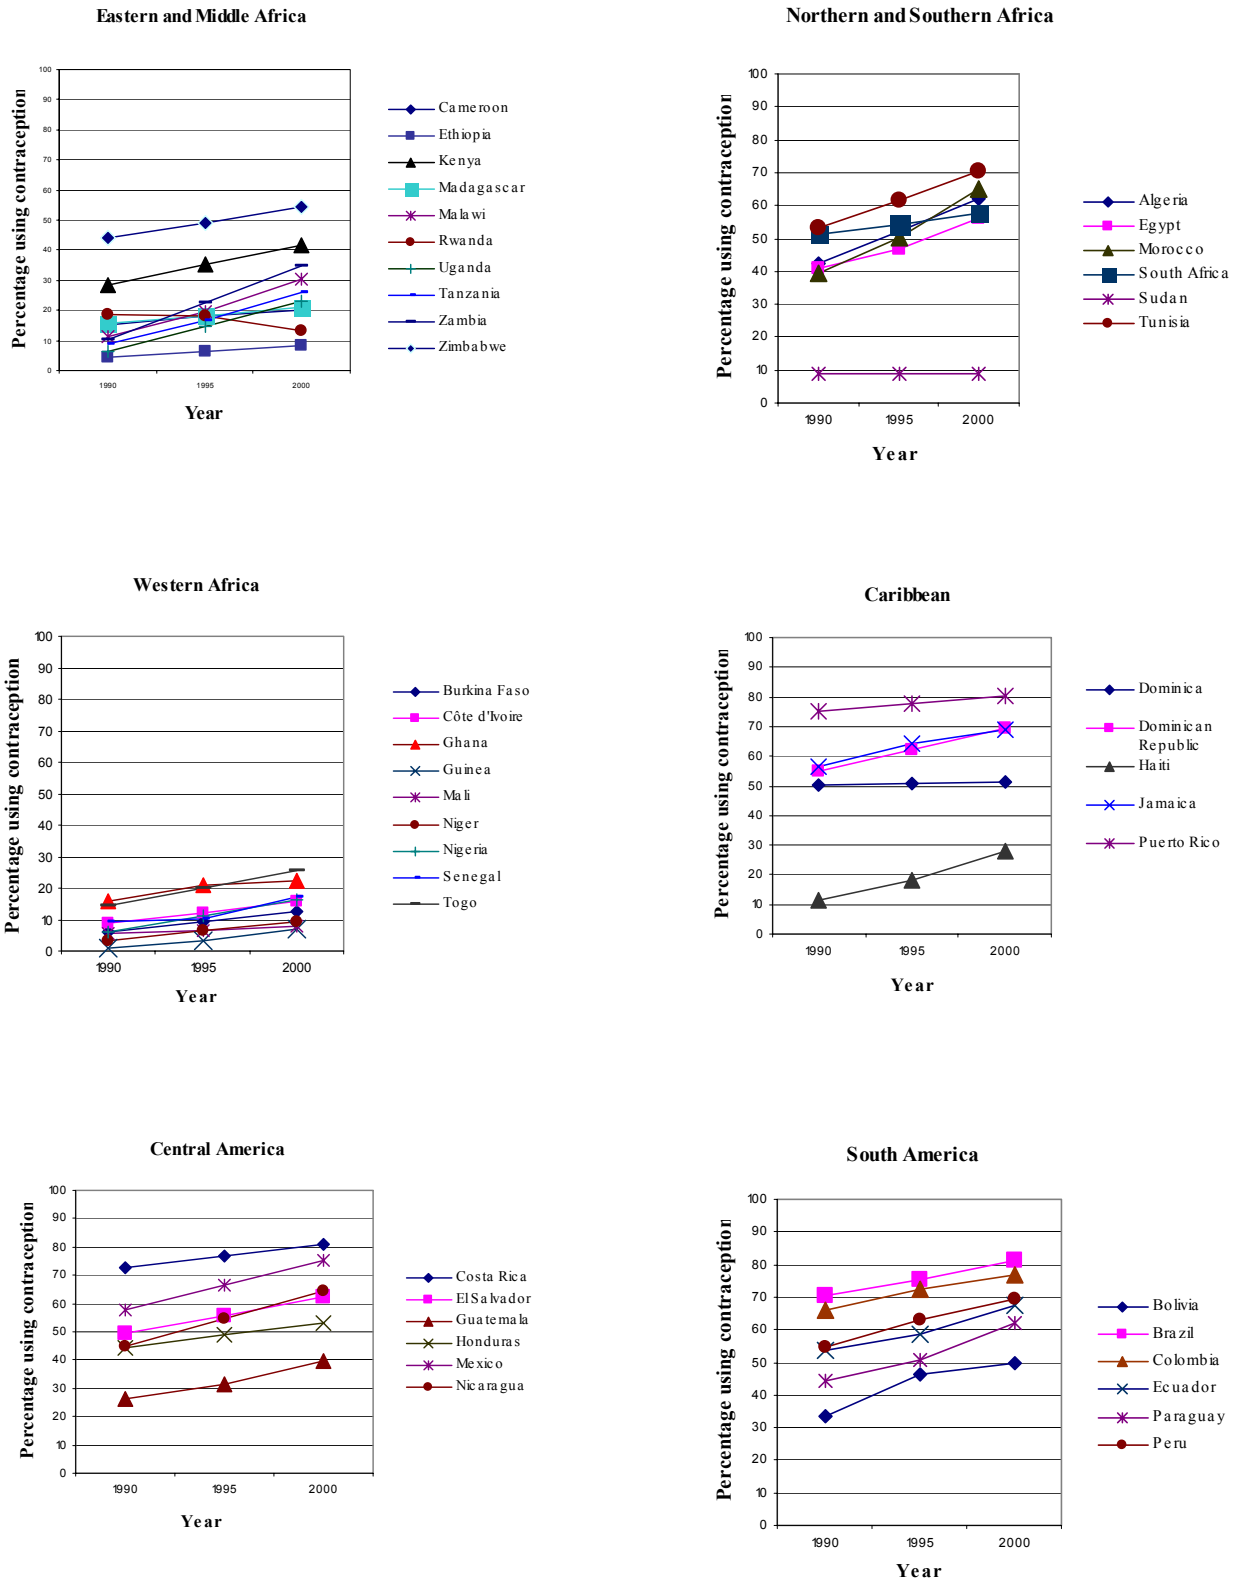 Eastern and Middle Africa
Percentage using contraception
100
90
80
70
60
50
40
30
20
10
0
1990 1995 2000
Year
Cameroon
Ethiopia
Kenya
Madagascar
Malawi
Rwanda
Uganda
Tanzania
Zambia
Zimbabwe
Northern and Southern Africa
Percentage using contraception
100
90
80
70
60
50
40
30
20
10
0
1990 1995 2000
Year
Algeria
Egypt
Morocco
South Africa
Sudan
Tunisia
Western Africa
Percentage using contraception
100
90
80
70
60
50
40
30
20
10
0
1990 1995 2000
Year
Burkina Faso
Côte d'Ivoire
Ghana
Guinea
Mali
Niger
Nigeria
Senegal
Togo
Caribbean
Percentage using contraception
100
90
80
70
60
50
40
30
20
10
0
1990 1995 2000
Year
Dominica
Dominican
Republic
Haiti
Jamaica
Puerto Rico
Central America
Percentage using contraception
100
90
80
70
60
50
40
30
20
10
0
1990 1995 2000
Year
Costa Rica
ElSalvador
Guatemala
Honduras
Mexico
Nicaragua
South America
Percentage using contraception
100
90
80
70
60
50
40
30
20
10
0
1990 1995 2000
Year
Bolivia
Brazil
Colombia
Ecuador
Paraguay
Peru